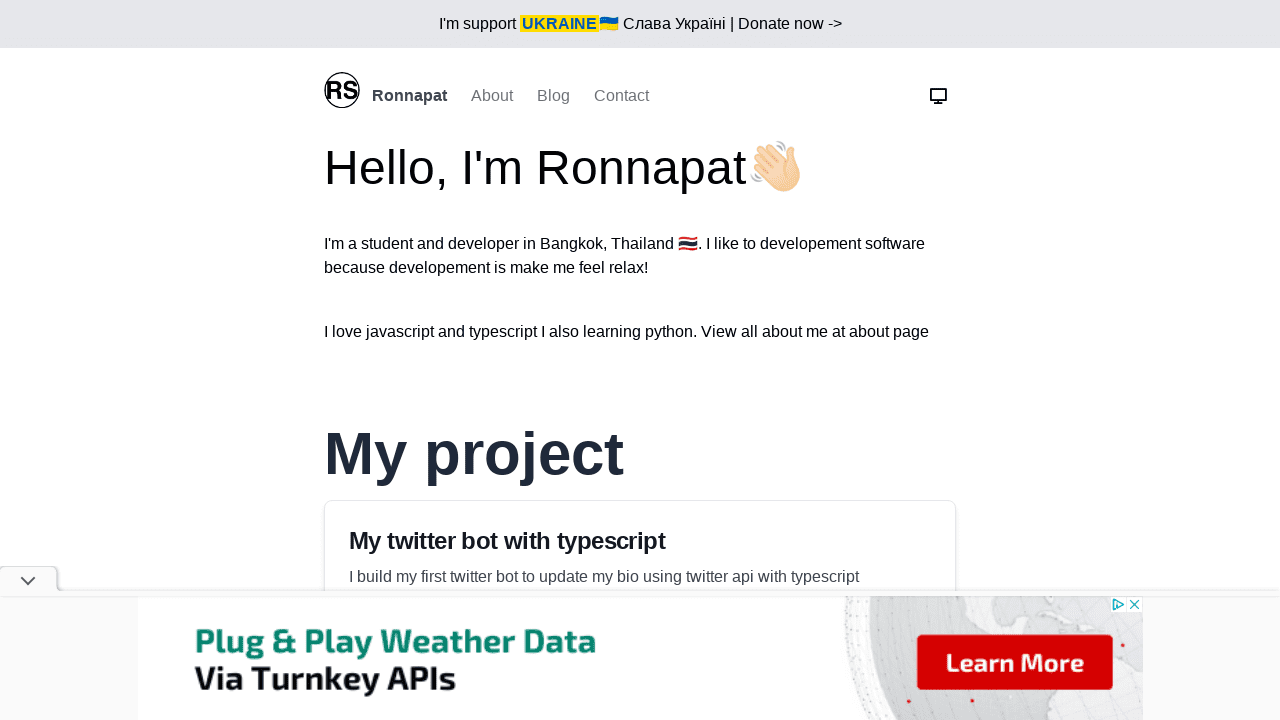 I'm support UKRAINE🇺🇦 Слава Україні | Donate now ->
RS Ronnapat About Blog Contact
Hello, I'm Ronnapat👋🏻
I'm a student and developer in Bangkok, Thailand 🇹🇭. I like to developement software
because developement is make me feel relax!
I love javascript and typescript I also learning python. View all about me at about page
My project
My twitter bot with typescript
I build my first twitter bot to update my bio using twitter api with typescript
Plug & Play Weather Data
Via Turnkey APIs
Learn More